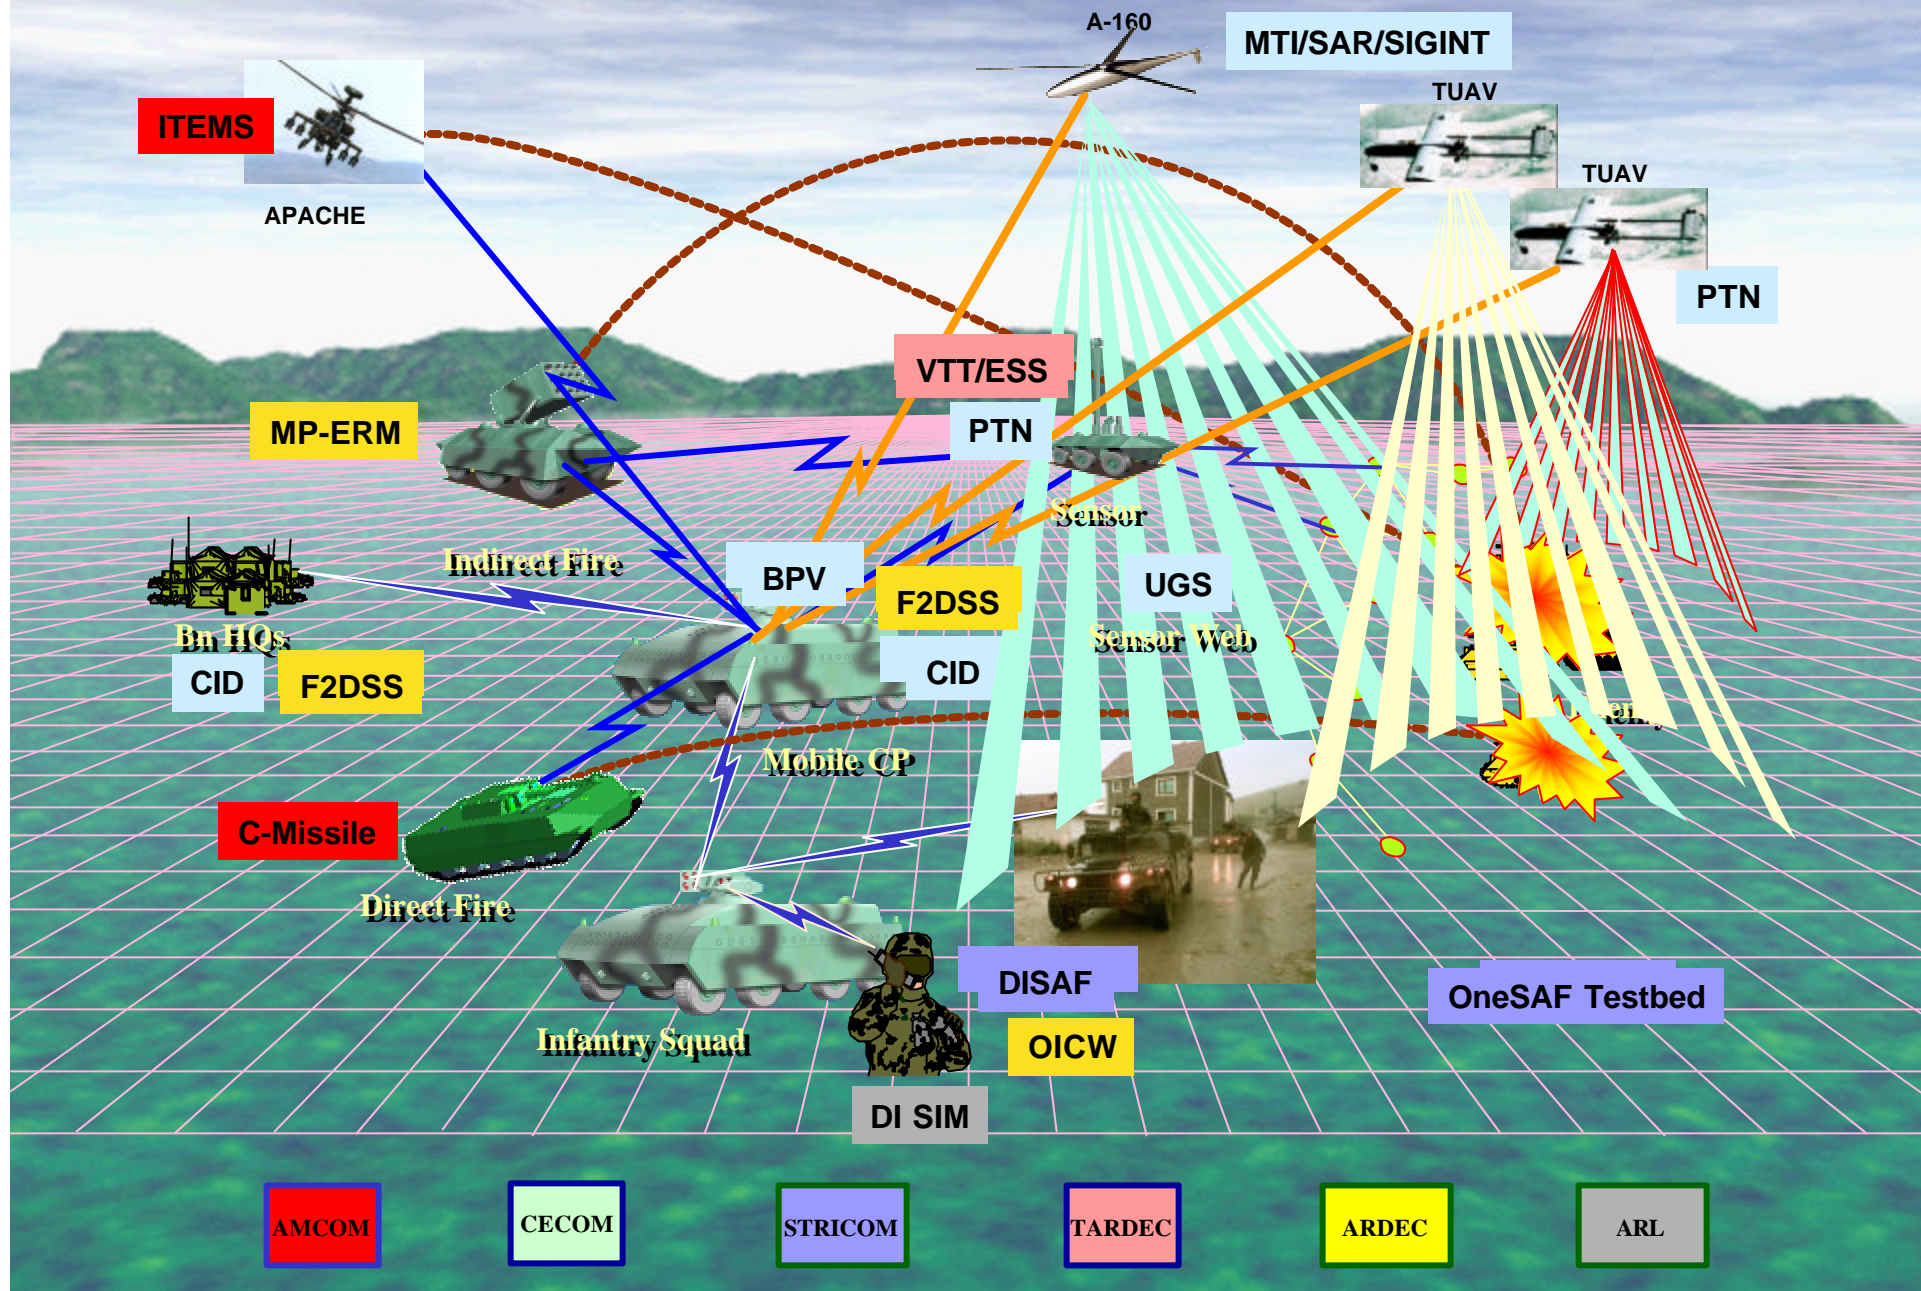 A-160
MTI/SAR/SIGINT
TUAV
ITEMS
TUAV
APACHE
PTN
VTT/ESS
MP-ERM
PTN
Sensor
Indirect Fire
BPV
F2DSS
UGS
Bn HQs
Sensor Web
CID
F2DSS
CID
Mobile CP
C-Missile
Direct Fire
DISAF
OneSAF Testbed
Infantry Squad
OICW
DI SIM
AMCOM
CECOM
STRICOM
TARDEC
ARDEC
ARL